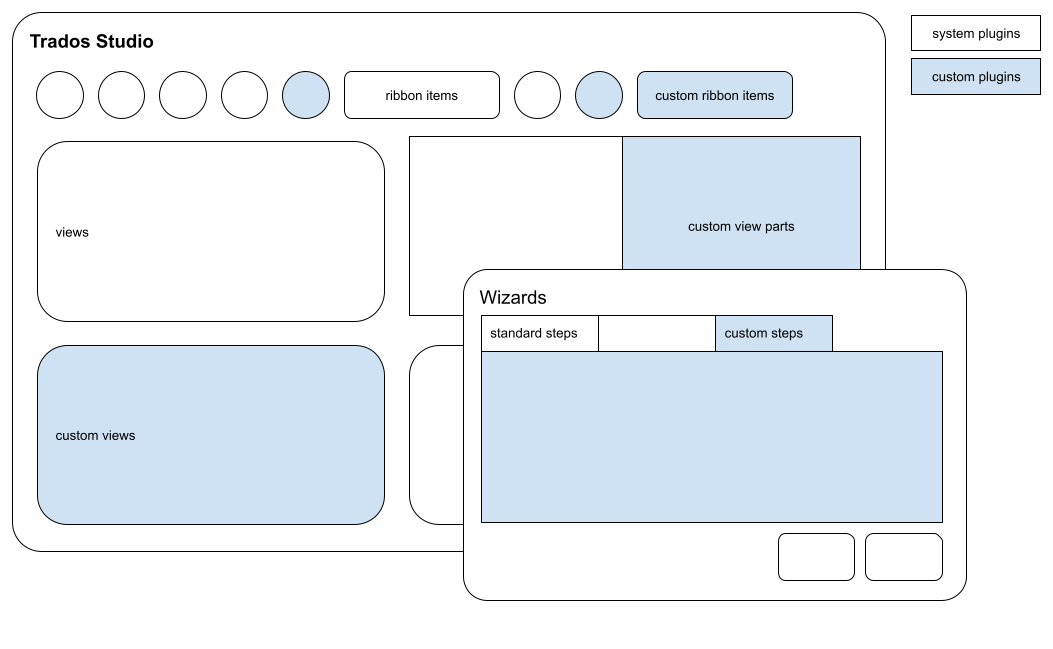 Trados Studio
system plugins
custom plugins
ribbon items
custom ribbon items
views
custom view parts
Wizards
standard steps
custom steps
custom views